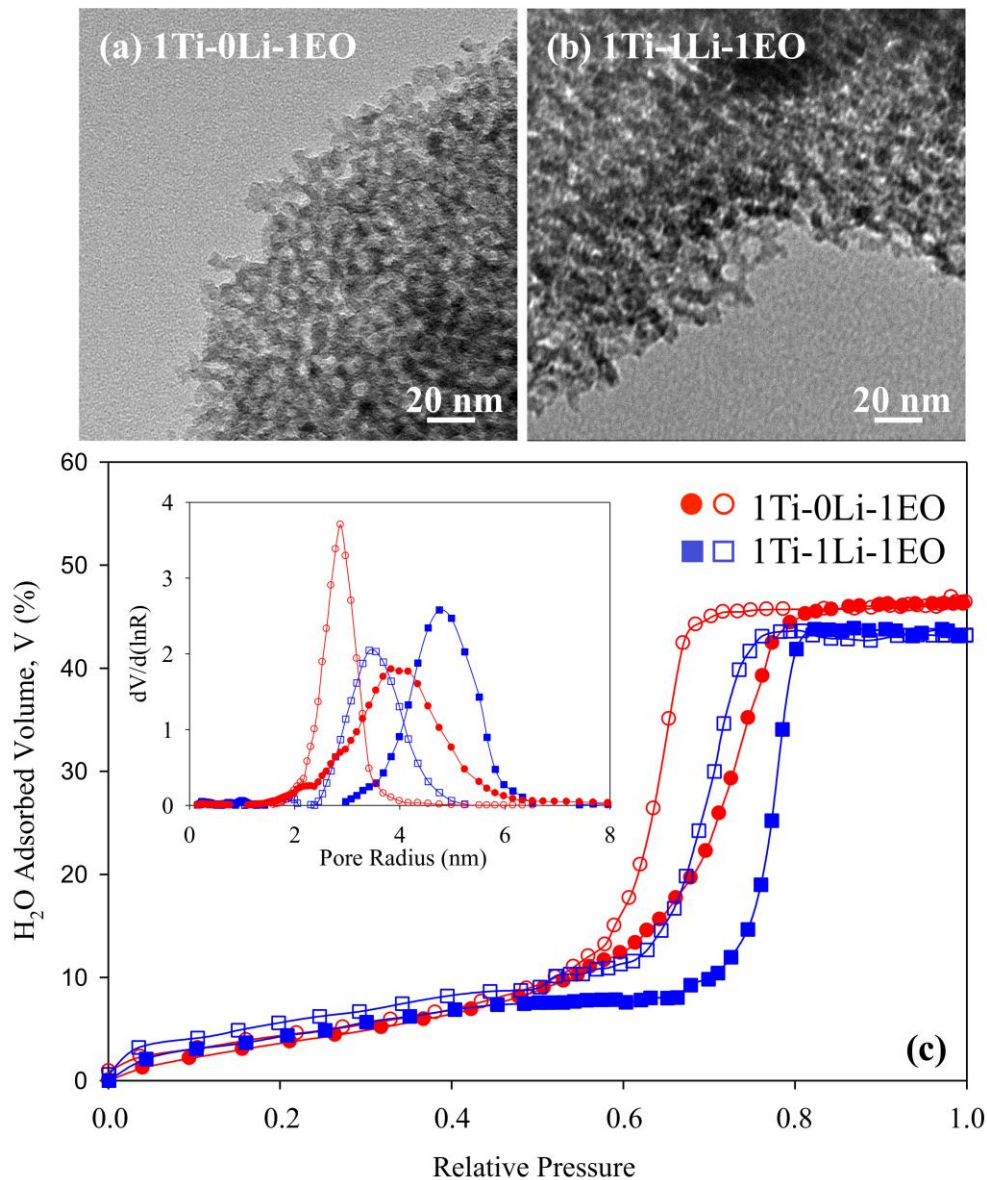 (a) 1Ti-0Li-1EO
(b) 1Ti-1Li-1EO
20 nm
20 nm
60
50
40
30
20
10
0
H₂O Adsorbed Volume, V (%)
0.0 0.2 0.4 0.6 0.8 1.0
Relative Pressure
4
3
2
1
0
dV/d(lnR)
0 2 4 6 8
Pore Radius (nm)
1Ti-0Li-1EO
1Ti-1Li-1EO
(c)